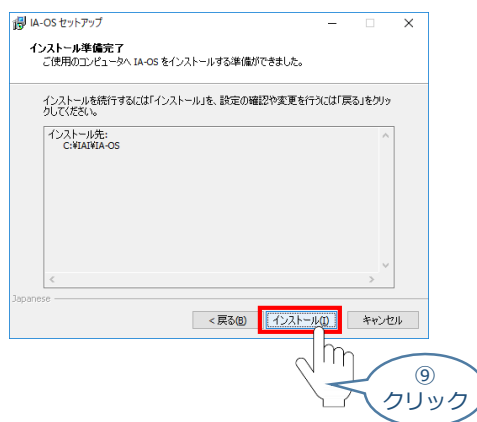 IA-OS セットアップ
インストール準備完了
ご使用のコンピュータへ IA-OS をインストールする準備ができました。
インストールを続行するには「インストール」を、設定の確認や変更を行うには「戻る」をクリッ
クしてください。
インストール先:
C:¥IAI¥IA-OS
Japanese
< 戻る(B)
インストール(I)
キャンセル
⑨
クリック